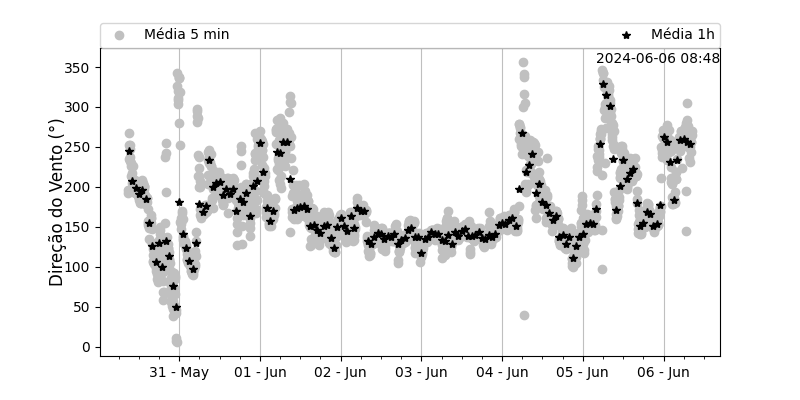 Média 5 min
Média 1h
2024-06-06 08:48
Direção do Vento (°)
350
300
250
200
150
100
50
0
31 - May
01 - Jun
02 - Jun
03 - Jun
04 - Jun
05 - Jun
06 - Jun